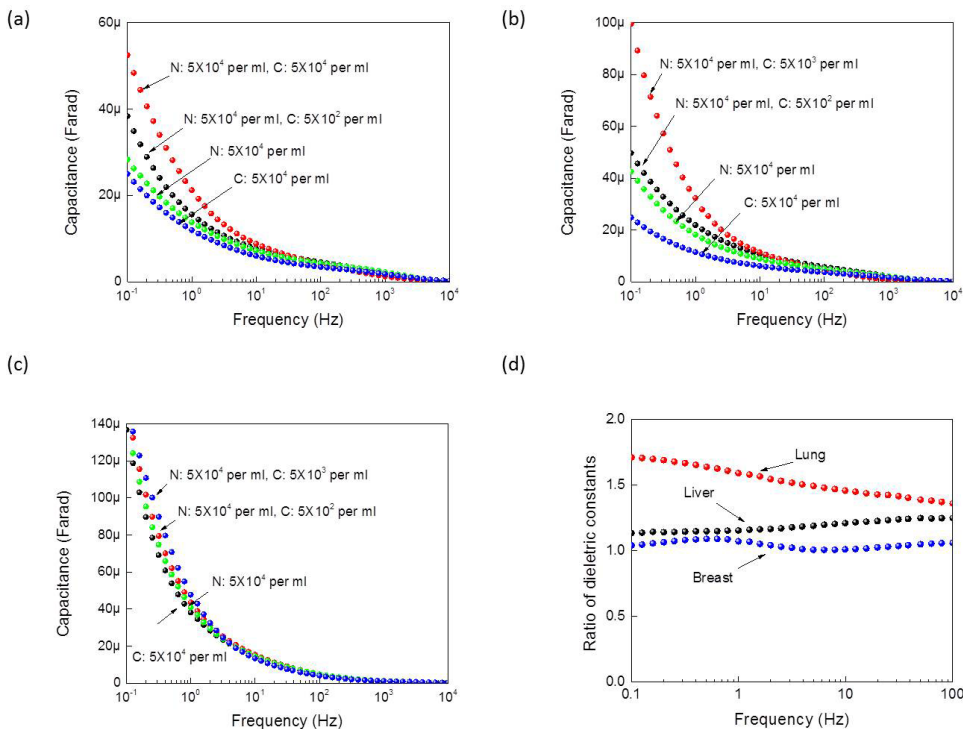 (a)
60μ
40μ
20μ
0
Capacitance (Farad)
N: 5X10⁴ per ml, C: 5X10⁴ per ml
N: 5X10⁴ per ml, C: 5X10² per ml
N: 5X10⁴ per ml
C: 5X10⁴ per ml
10⁻¹ 10⁰ 10¹ 10² 10³ 10⁴
Frequency (Hz)
(b)
100μ
80μ
60μ
40μ
20μ
0
Capacitance (Farad)
N: 5X10⁴ per ml, C: 5X10³ per ml
N: 5X10⁴ per ml, C: 5X10² per ml
N: 5X10⁴ per ml
C: 5X10⁴ per ml
10⁻¹ 10⁰ 10¹ 10² 10³ 10⁴
Frequency (Hz)
(c)
140μ
120μ
100μ
80μ
60μ
40μ
20μ
0
Capacitance (Farad)
N: 5X10⁴ per ml, C: 5X10³ per ml
N: 5X10⁴ per ml, C: 5X10² per ml
N: 5X10⁴ per ml
C: 5X10⁴ per ml
10⁻¹ 10⁰ 10¹ 10² 10³ 10⁴
Frequency (Hz)
(d)
2.0
1.5
1.0
0.5
0.0
Ratio of dieletric constants
Lung
Liver
Breast
0.1 1 10 100
Frequency (Hz)